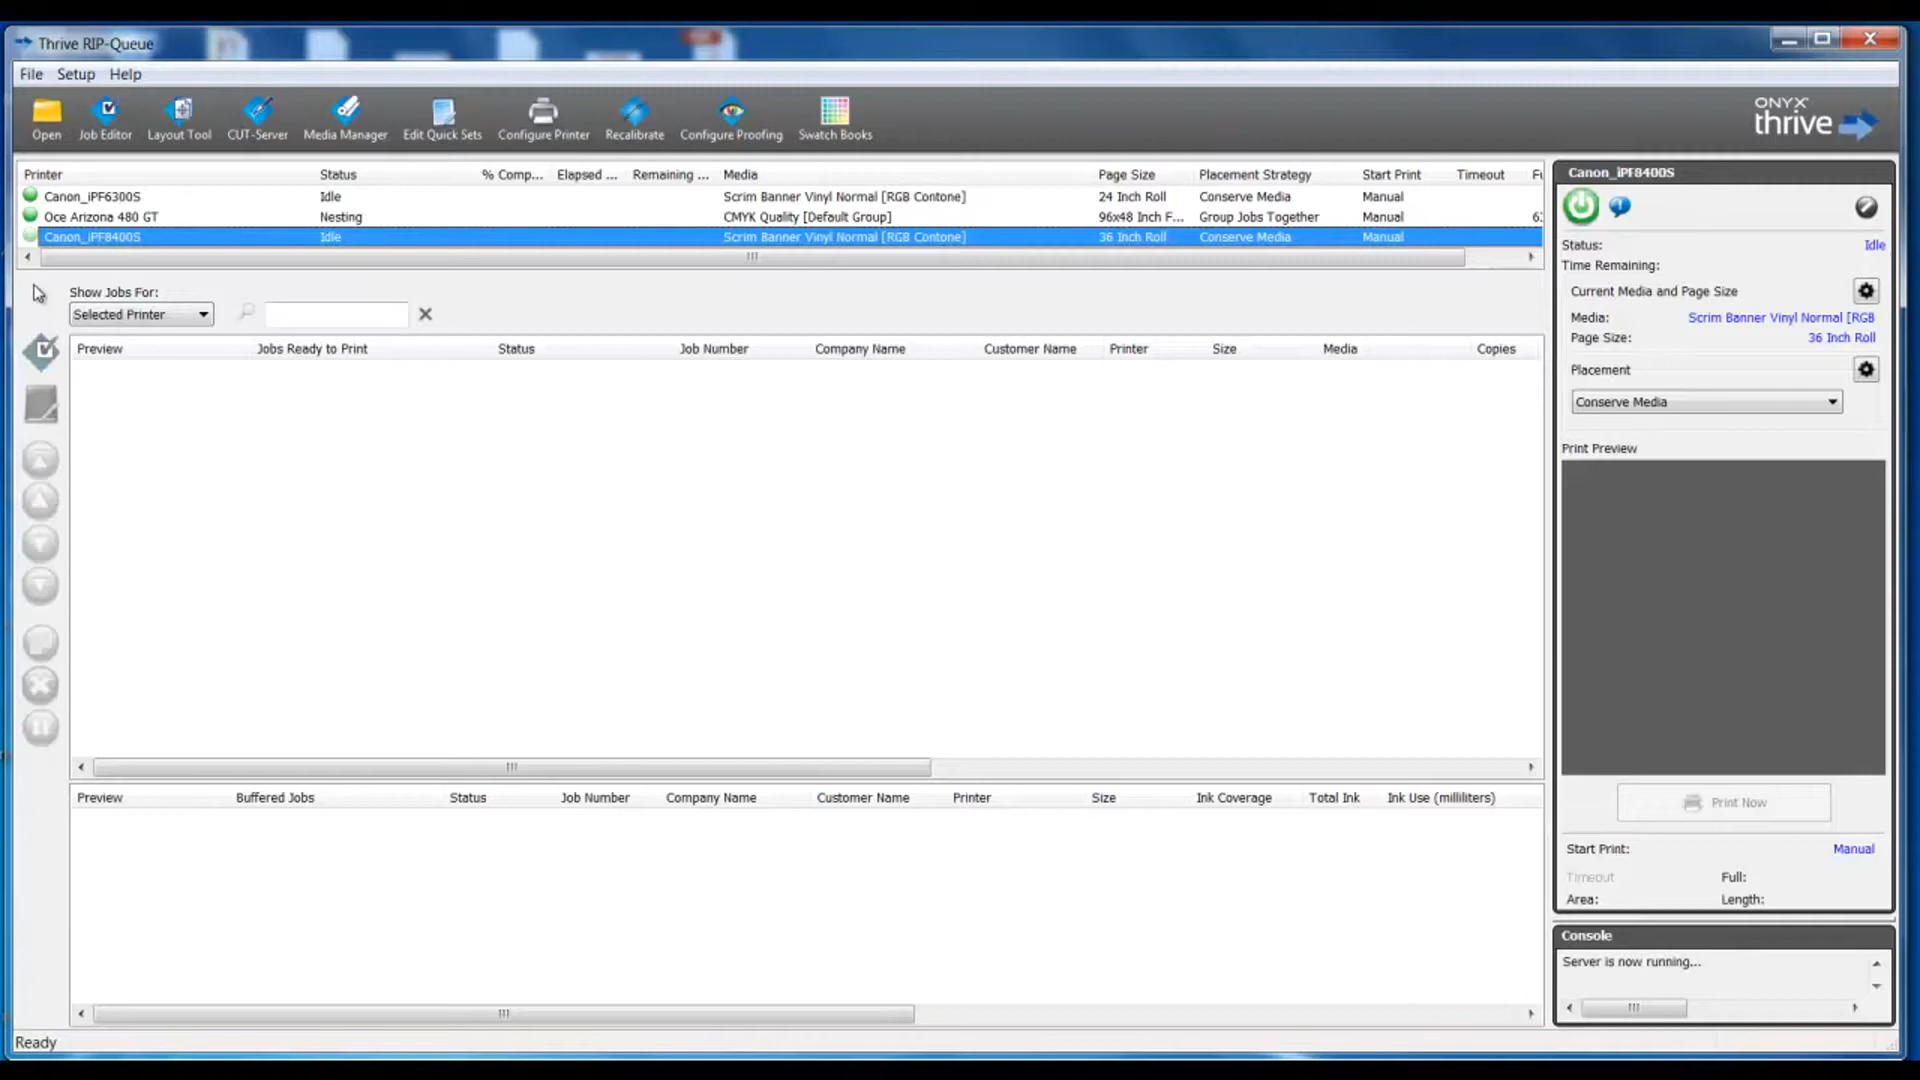 Thrive RIP-Queue
File Setup Help
Open Job Editor Layout Tool CUT-Server Media Manager Edit Quick Sets Configure Printer Recalibrate Configure Proofing Swatch Books
ONYX
thrive
Printer Status % Comp... Elapsed ... Remaining ... Media Page Size Placement Strategy Start Print Timeout Fu
Canon_iPF6300S Idle Scrim Banner Vinyl Normal [RGB Contone] 24 Inch Roll Conserve Media Manual
Oce Arizona 480 GT Nesting CMYK Quality [Default Group] 96x48 Inch F... Group Jobs Together Manual
Canon_iPF8400S Idle Scrim Banner Vinyl Normal [RGB Contone] 36 Inch Roll Conserve Media Manual
Show Jobs For:
Selected Printer
Preview Jobs Ready to Print Status Job Number Company Name Customer Name Printer Size Media Copies
Preview Buffered Jobs Status Job Number Company Name Customer Name Printer Size Ink Coverage Total Ink Ink Use (milliliters)
Canon_iPF8400S
Status: Idle
Time Remaining:
Current Media and Page Size
Media: Scrim Banner Vinyl Normal [RGB
Page Size: 36 Inch Roll
Placement
Conserve Media
Print Preview
Print Now
Start Print: Manual
Timeout Full:
Area: Length:
Console
Server is now running...
Ready